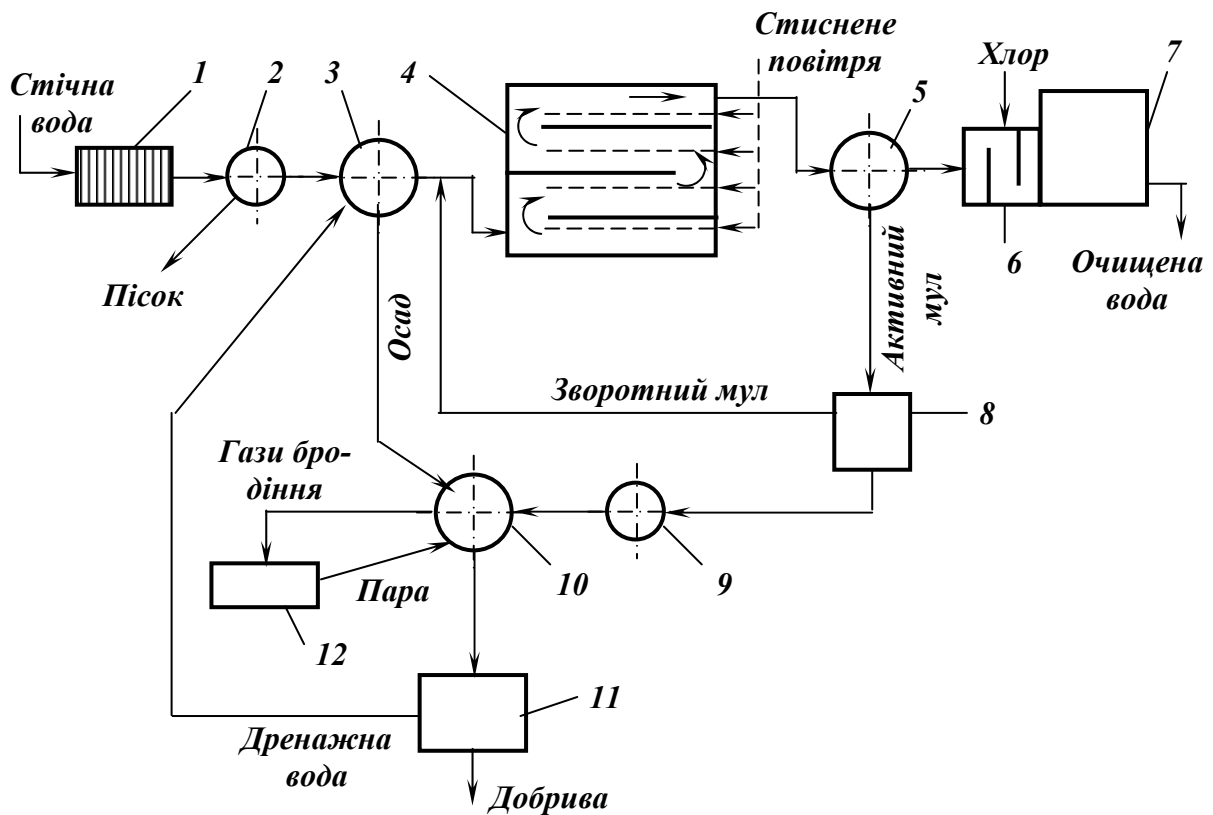 Стиснене
повітря
Стічна
вода
1
2
3
4
5
Хлор
7
6
Пісок
Очищена
вода
Осад
Активний
мул
Зворотний мул
8
Гази бро-
діння
Пара
10
9
12
11
Дренажна
вода
Добрива